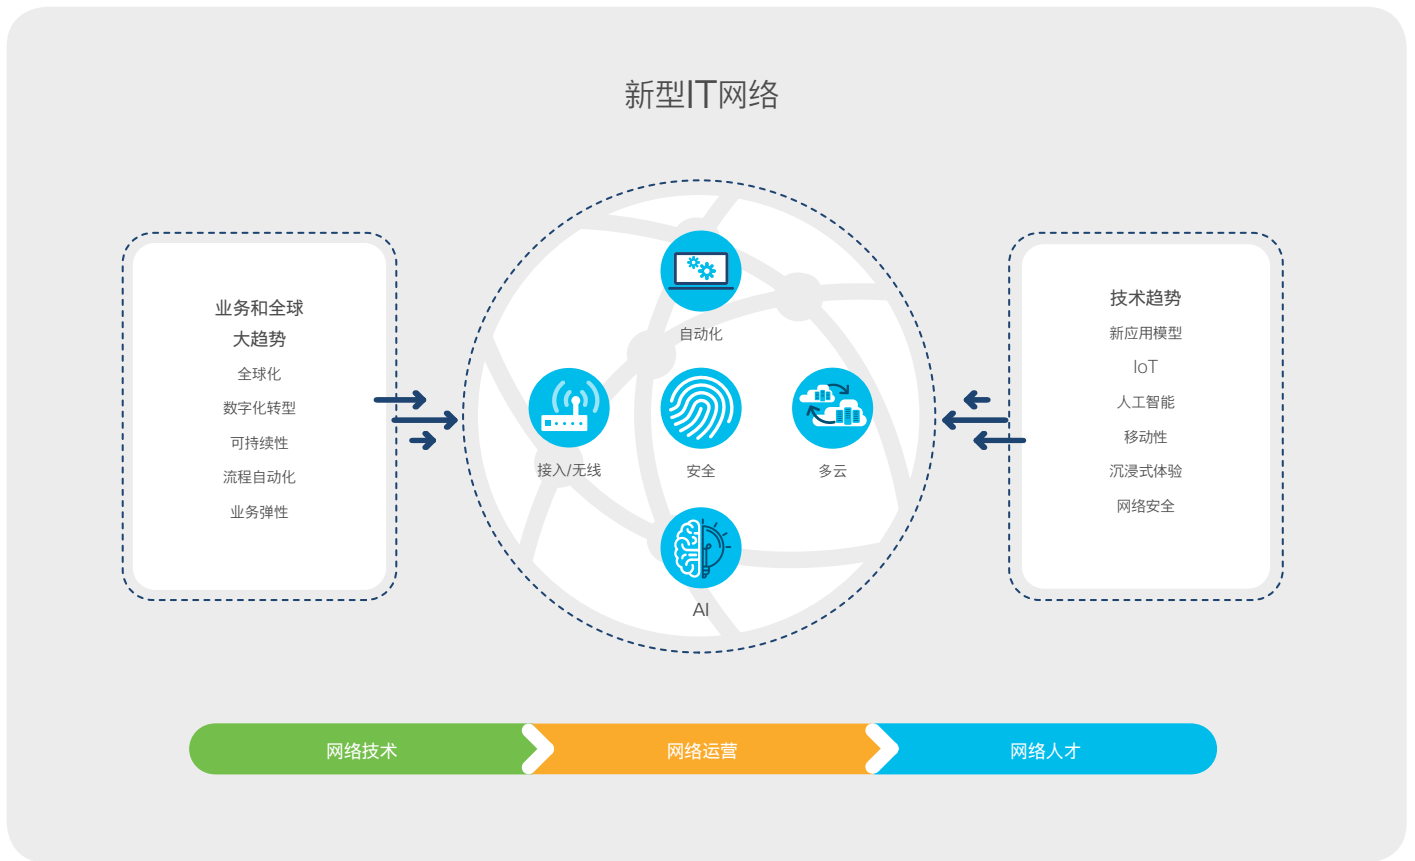 新型IT网络
业务和全球
大趋势
全球化
数字化转型
可持续性
流程自动化
业务弹性
自动化
接入/无线
安全
多云
AI
技术趋势
新应用模型
IoT
人工智能
移动性
沉浸式体验
网络安全
网络技术
网络运营
网络人才